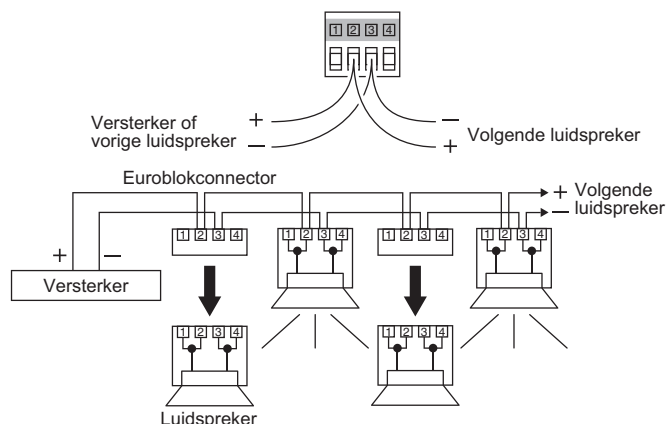 1 2 3 4
+
Versterker of
vorige luidspreker
−
−
Volgende luidspreker
+
Euroblokconnector
+ Volgende
− luidspreker
1 2 3 4
1 2 3 4
1 2 3 4
1 2 3 4
+ −
Versterker
1 2 3 4
1 2 3 4
Luidspreker